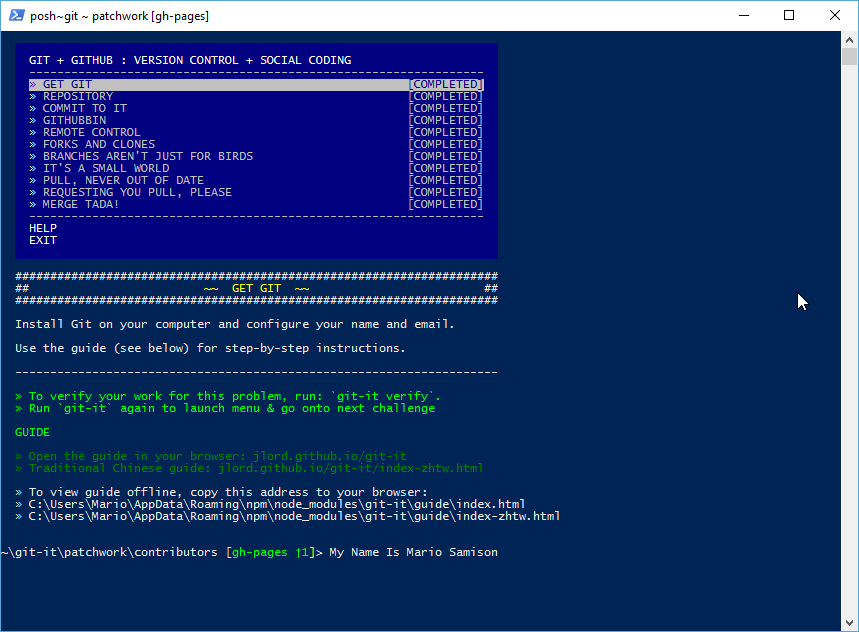 posh~git ~ patchwork [gh-pages]
GIT + GITHUB : VERSION CONTROL + SOCIAL CODING
-----------------------------------------------------------------
» GET GIT [COMPLETED]
» REPOSITORY [COMPLETED]
» COMMIT TO IT [COMPLETED]
» GITHUBBIN [COMPLETED]
» REMOTE CONTROL [COMPLETED]
» FORKS AND CLONES [COMPLETED]
» BRANCHES AREN'T JUST FOR BIRDS [COMPLETED]
» IT'S A SMALL WORLD [COMPLETED]
» PULL, NEVER OUT OF DATE [COMPLETED]
» REQUESTING YOU PULL, PLEASE [COMPLETED]
» MERGE TADA! [COMPLETED]
-----------------------------------------------------------------
HELP
EXIT
#####################################################################
## ~~ GET GIT ~~ ##
#####################################################################
Install Git on your computer and configure your name and email.
Use the guide (see below) for step-by-step instructions.
---------------------------------------------------------------------
» To verify your work for this problem, run: `git-it verify`.
» Run `git-it` again to launch menu & go onto next challenge
GUIDE
» Open the guide in your browser: jlord.github.io/git-it
» Traditional Chinese guide: jlord.github.io/git-it/index-zhtw.html
» To view guide offline, copy this address to your browser:
» C:\Users\Mario\AppData\Roaming\npm\node_modules\git-it\guide\index.html
» C:\Users\Mario\AppData\Roaming\npm\node_modules\git-it\guide\index-zhtw.html
~\git-it\patchwork\contributors [gh-pages ↑1]> My Name Is Mario Samison